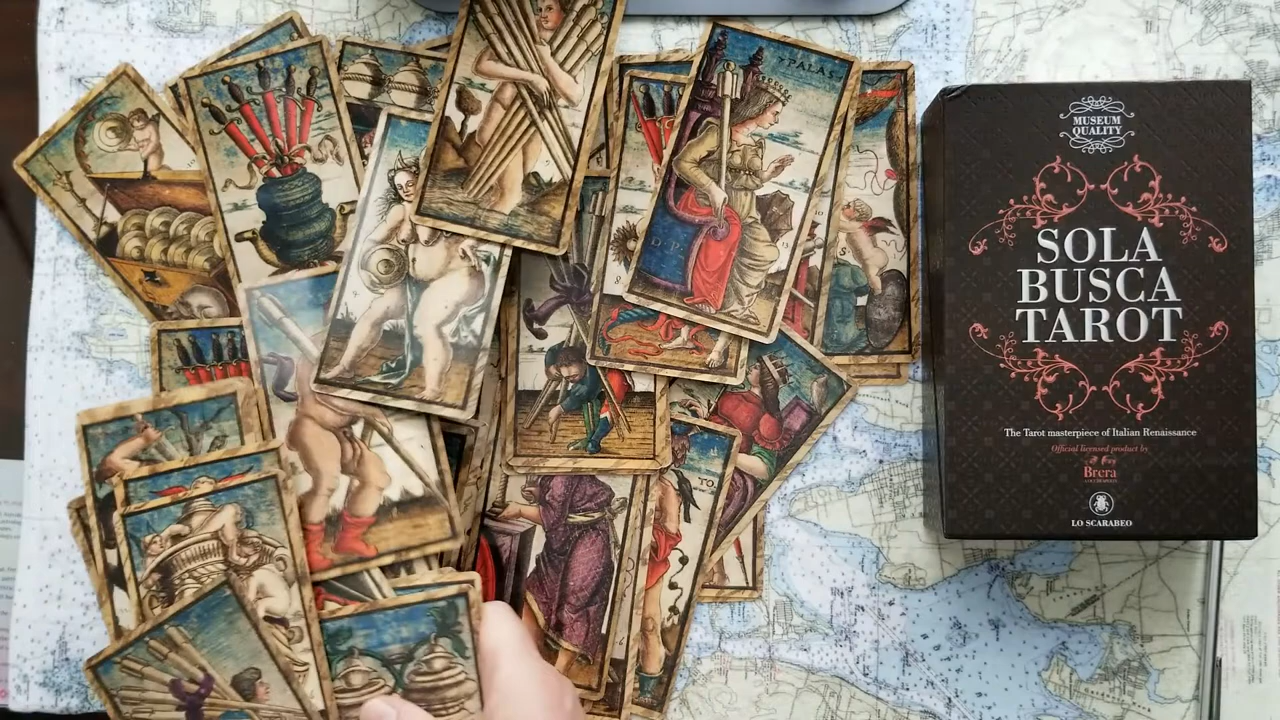 MUSEUM
QUALITY
SOLA
BUSCA
TAROT
The Tarot masterpiece of Italian Renaissance
Official licensed product by
Brera
LO SCARABEO
PALAS
D P
TO